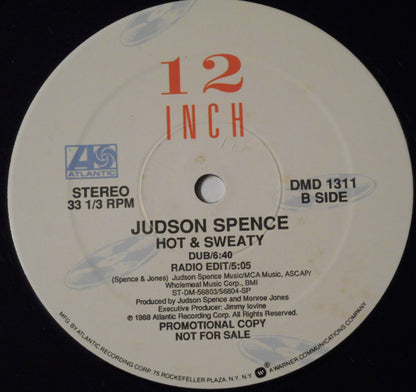 12
INCH
ATLANTIC
STEREO
33 1/3 RPM
DMD 1311
B SIDE
JUDSON SPENCE
HOT & SWEATY
DUB/6:40
RADIO EDIT/5:05
(Spence & Jones) Judson Spence Music/MCA Music, ASCAP/
Wholemeal Music Corp., BMI
ST-DM-56803/56804-SP
Produced by Judson Spence and Monroe Jones
Executive Producer: Jimmy Iovine
℗ 1988 Atlantic Recording Corp. All Rights Reserved.
PROMOTIONAL COPY
NOT FOR SALE
MFG. BY ATLANTIC RECORDING CORP. 75 ROCKEFELLER PLAZA, N.Y. N.Y. W A WARNER COMMUNICATIONS COMPANY